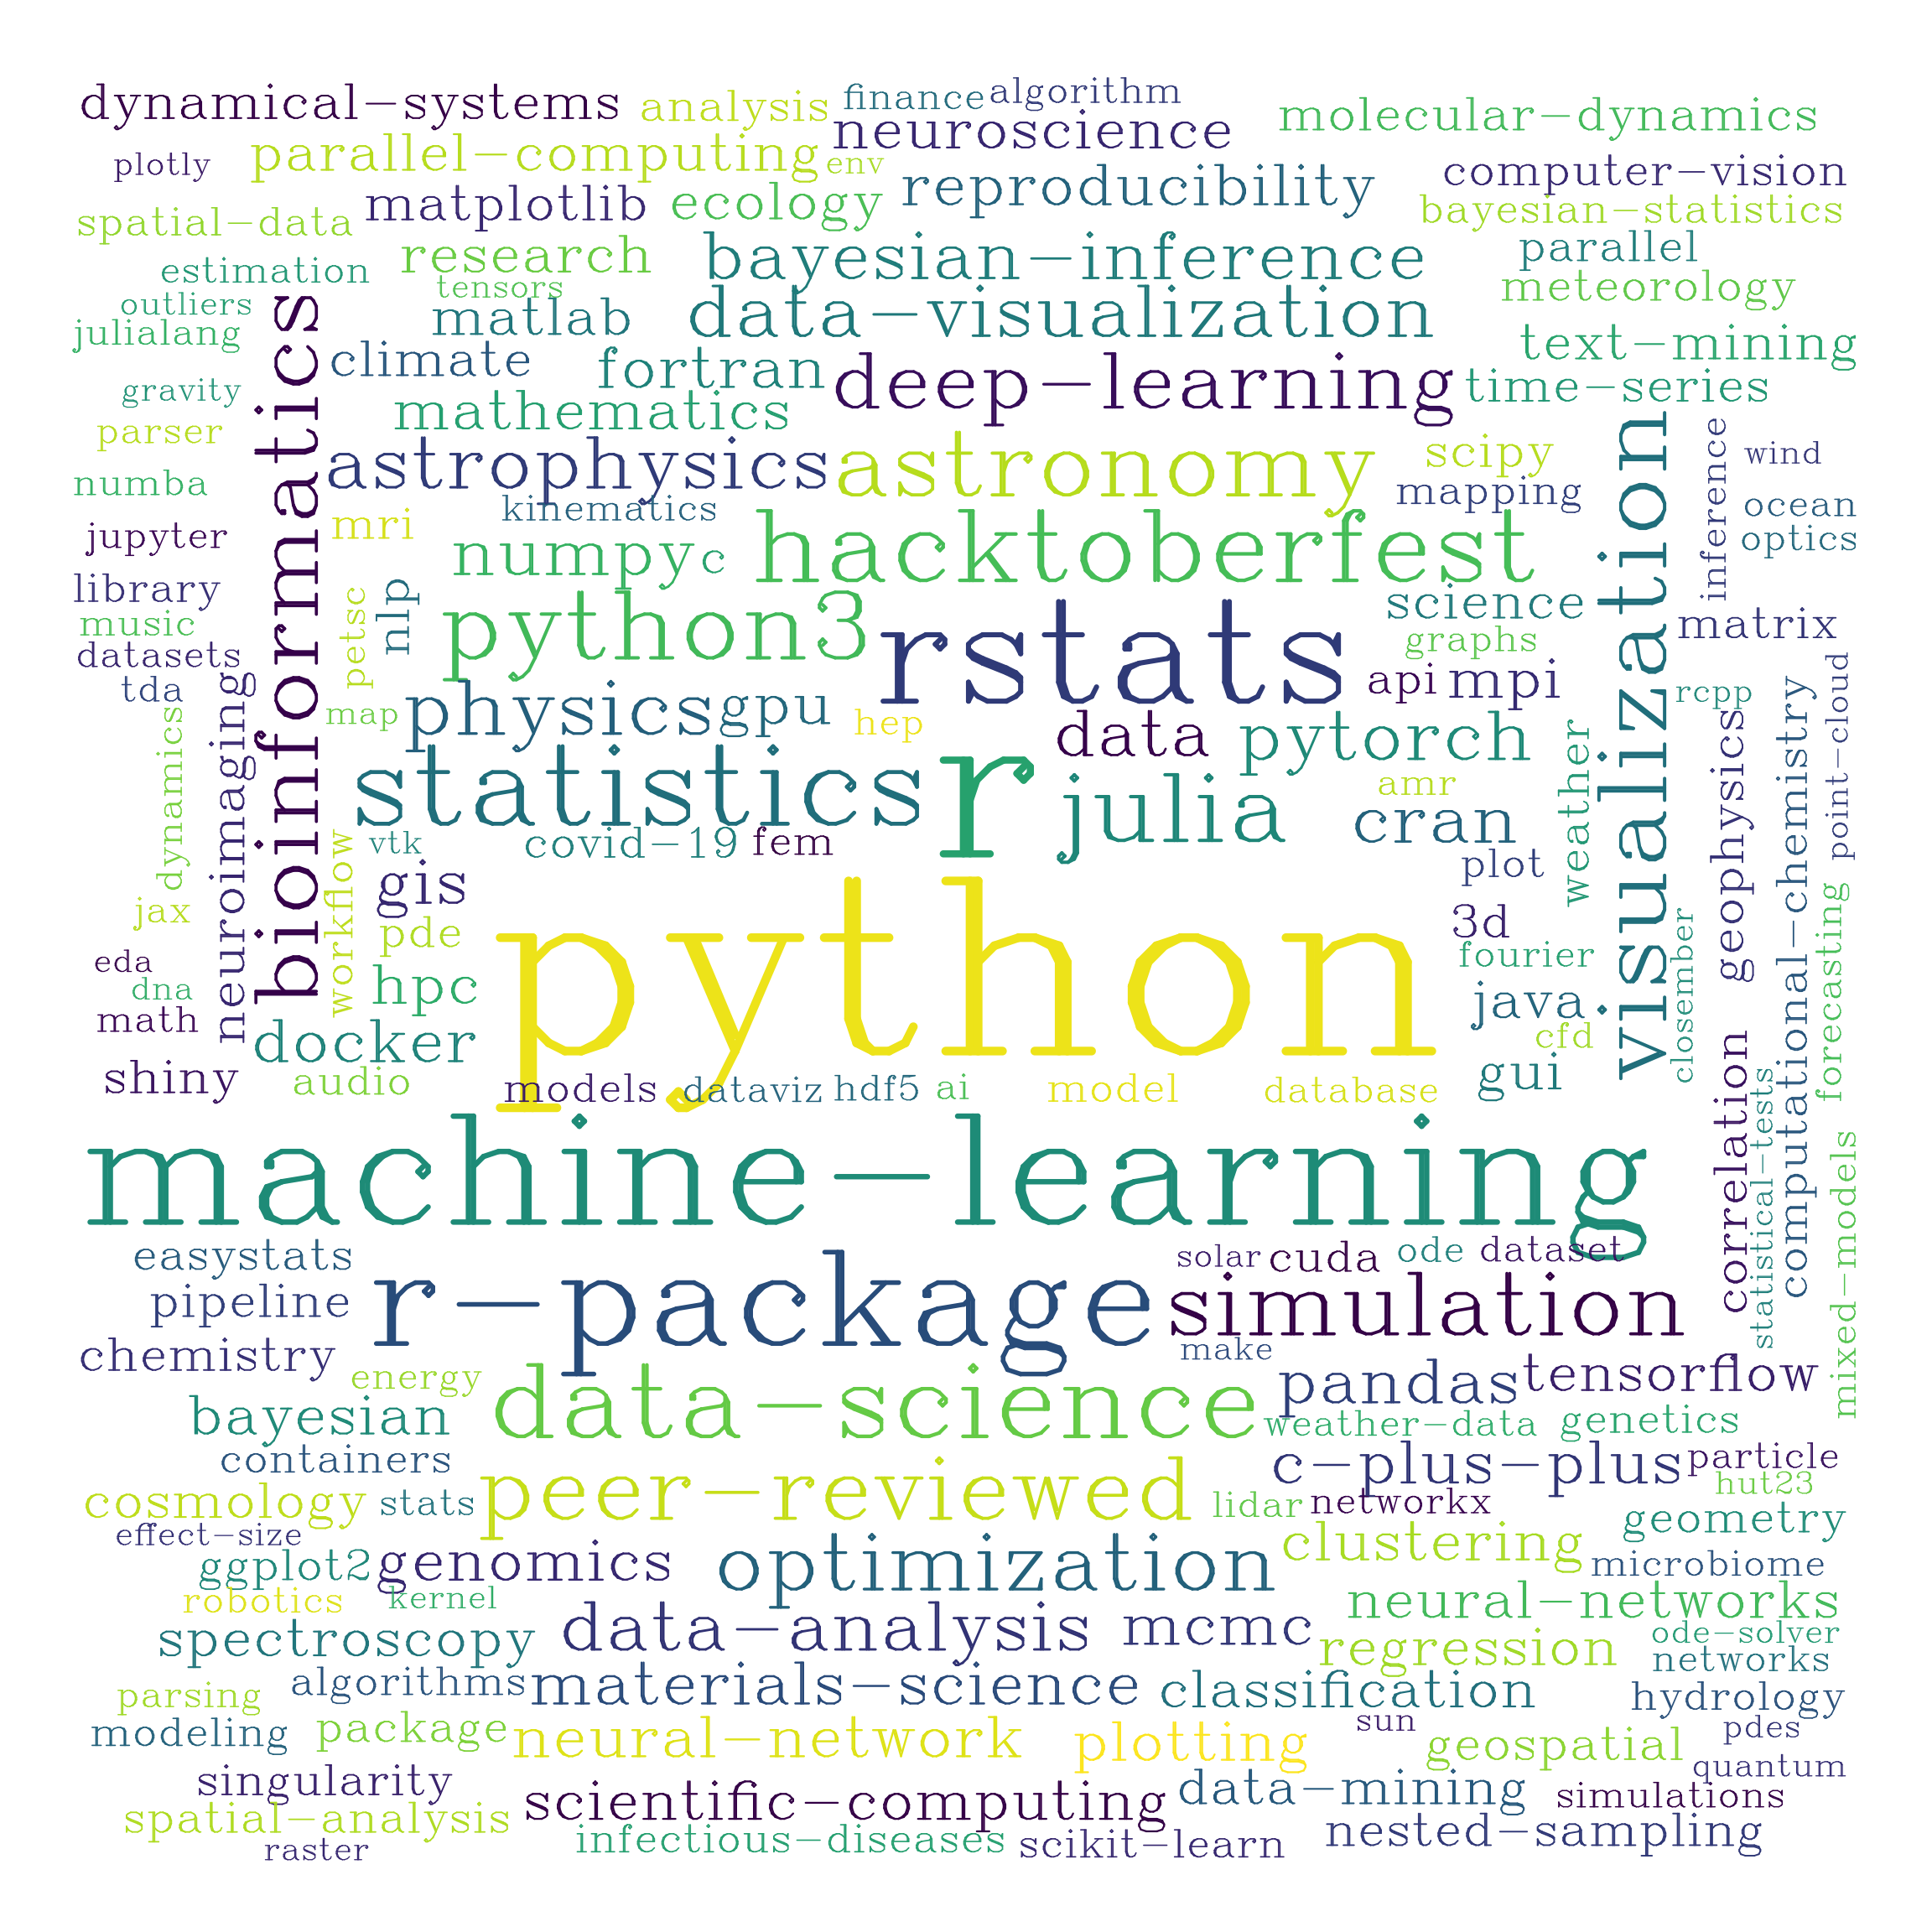 dynamical-systems
analysis
finance
algorithm
neuroscience
molecular-dynamics
plotly
parallel-computing
env
computer-vision
matplotlib
ecology
reproducibility
bayesian-statistics
spatial-data
research
bayesian-inference
parallel
estimation
tensors
meteorology
outliers
matlab
data-visualization
julialang
climate
fortran
deep-learning
text-mining
time-series
gravity
mathematics
parser
bioinformatics
astrophysics
astronomy
scipy
visualization
inference
wind
numba
kinematics
mapping
ocean
jupyter
mri
numpy
c
hacktoberfest
optics
library
petsc
nlp
python3
rstats
science
matrix
music
graphs
datasets
tda
neuroimaging
api
mpi
rcpp
point-cloud
dynamics
map
physics
gpu
hep
data
pytorch
weather
geophysics
computational-chemistry
statistics
r
julia
amr
cran
vtk
covid-19
fem
plot
workflow
gis
jax
pde
python
3d
fourier
closember
forecasting
eda
dna
hpc
java
math
docker
cfd
shiny
audio
models
dataviz
hdf5
ai
model
database
gui
correlation
statistical-tests
mixed-models
machine-learning
easystats
solar
cuda
ode
dataset
pipeline
r-package
simulation
chemistry
make
energy
data-science
pandas
tensorflow
bayesian
weather-data
genetics
containers
c-plus-plus
particle
cosmology
stats
peer-reviewed
lidar
networkx
hut23
geometry
effect-size
ggplot2
genomics
optimization
clustering
microbiome
robotics
kernel
neural-networks
spectroscopy
data-analysis
mcmc
regression
ode-solver
networks
parsing
algorithms
materials-science
classification
hydrology
modeling
package
neural-network
plotting
sun
geospatial
pdes
quantum
singularity
scientific-computing
data-mining
simulations
spatial-analysis
infectious-diseases
scikit-learn
nested-sampling
raster